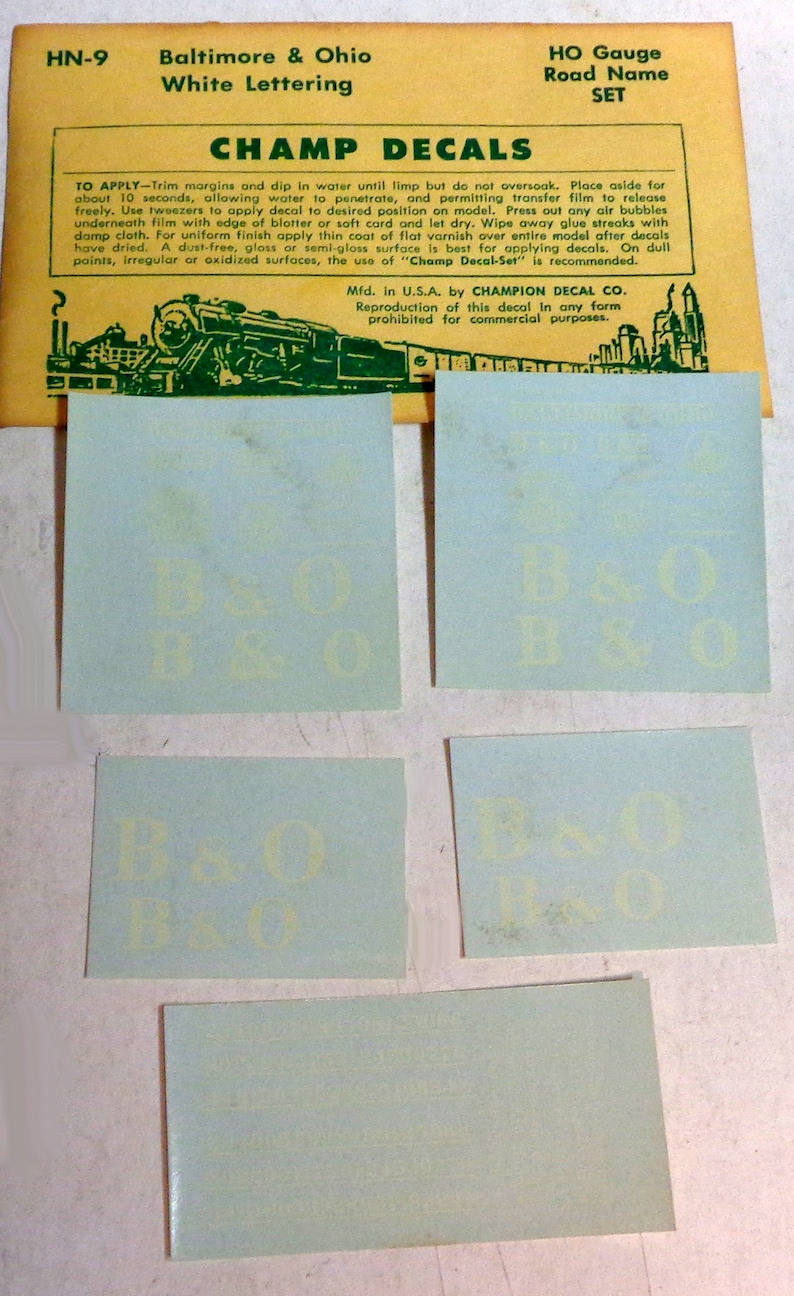 HN-9 Baltimore & Ohio
White Lettering
HO Gauge
Road Name
SET
CHAMP DECALS
TO APPLY—Trim margins and dip in water until limp but do not oversoak. Place aside for
about 10 seconds, allowing water to penetrate, and permitting transfer film to release
freely. Use tweezers to apply decal to desired position on model. Press out any air bubbles
underneath film with edge of blotter or soft card and let dry. Wipe away glue streaks with
damp cloth. For uniform finish apply thin coat of flat varnish over entire model after decals
have dried. A dust-free, gloss or semi-gloss surface is best for applying decals. On dull
paints, irregular or oxidized surfaces, the use of "Champ Decal-Set" is recommended.
Mfd. in U.S.A. by CHAMPION DECAL CO.
Reproduction of this decal in any form
prohibited for commercial purposes.
B & O
B & O
B & O
B & O
B & O
B & O
B & O
B & O